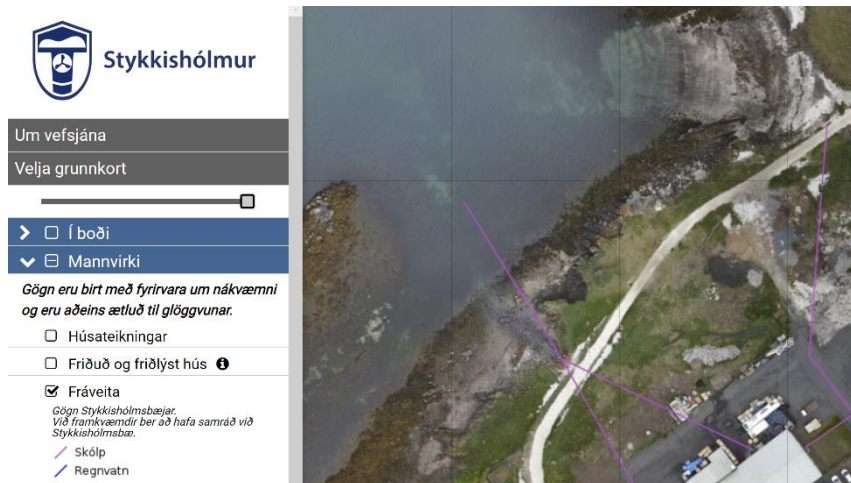 Stykkishólmur
Um vefsjána
Velja grunnkort
Í boði
Mannvirki
Gögn eru birt með fyrirvara um nákvæmni
og eru aðeins ætluð til glöggvunar.
Húsateikningar
Friðuð og friðlýst hús
Fráveita
Gögn Stykkishólmsbæjar.
Við framkvæmdir ber að hafa samráð við
Stykkishólmsbæ.
Skólp
Regnvatn